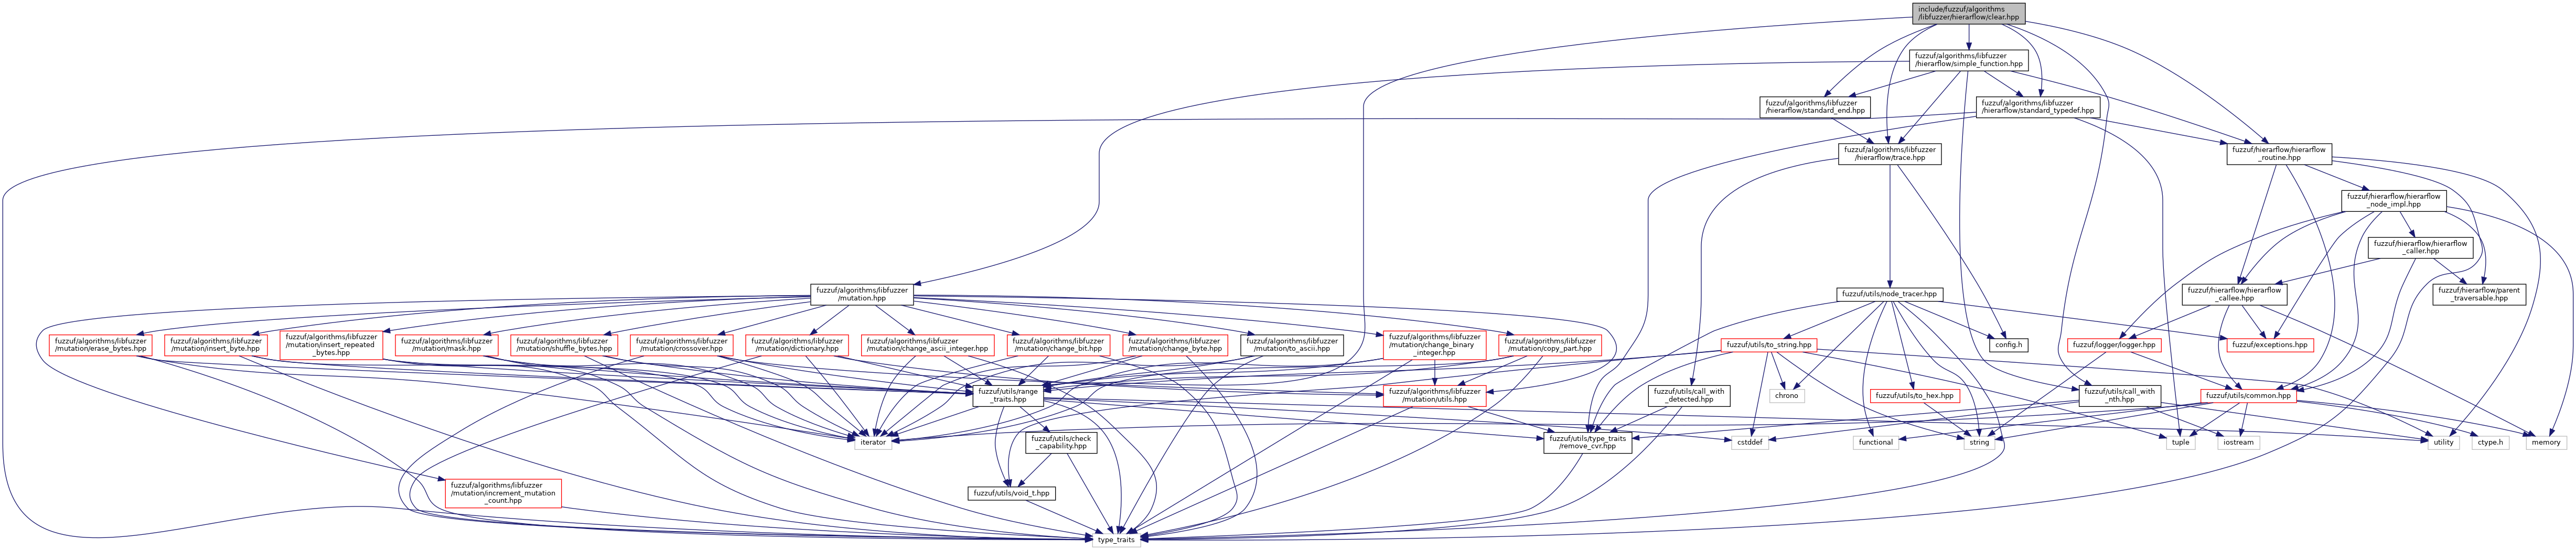 include/fuzzuf/algorithms
/libfuzzer/hierarflow/clear.hpp
fuzzuf/algorithms/libfuzzer
/hierarflow/simple_function.hpp
fuzzuf/algorithms/libfuzzer
/hierarflow/standard_end.hpp
fuzzuf/algorithms/libfuzzer
/hierarflow/standard_typedef.hpp
fuzzuf/algorithms/libfuzzer
/hierarflow/trace.hpp
fuzzuf/hierarflow/hierarflow
_routine.hpp
fuzzuf/hierarflow/hierarflow
_node_impl.hpp
fuzzuf/hierarflow/hierarflow
_caller.hpp
fuzzuf/algorithms/libfuzzer
/mutation.hpp
fuzzuf/utils/node_tracer.hpp
fuzzuf/hierarflow/hierarflow
_callee.hpp
fuzzuf/hierarflow/parent
_traversable.hpp
fuzzuf/algorithms/libfuzzer
/mutation/erase_bytes.hpp
fuzzuf/algorithms/libfuzzer
/mutation/insert_byte.hpp
fuzzuf/algorithms/libfuzzer
/mutation/insert_repeated
_bytes.hpp
fuzzuf/algorithms/libfuzzer
/mutation/mask.hpp
fuzzuf/algorithms/libfuzzer
/mutation/shuffle_bytes.hpp
fuzzuf/algorithms/libfuzzer
/mutation/crossover.hpp
fuzzuf/algorithms/libfuzzer
/mutation/dictionary.hpp
fuzzuf/algorithms/libfuzzer
/mutation/change_ascii_integer.hpp
fuzzuf/algorithms/libfuzzer
/mutation/change_bit.hpp
fuzzuf/algorithms/libfuzzer
/mutation/change_byte.hpp
fuzzuf/algorithms/libfuzzer
/mutation/to_ascii.hpp
fuzzuf/algorithms/libfuzzer
/mutation/change_binary
_integer.hpp
fuzzuf/algorithms/libfuzzer
/mutation/copy_part.hpp
fuzzuf/utils/to_string.hpp
config.h
fuzzuf/logger/logger.hpp
fuzzuf/exceptions.hpp
fuzzuf/utils/range
_traits.hpp
fuzzuf/algorithms/libfuzzer
/mutation/utils.hpp
fuzzuf/utils/call_with
_detected.hpp
chrono
fuzzuf/utils/to_hex.hpp
fuzzuf/utils/call_with
_nth.hpp
fuzzuf/utils/common.hpp
iterator
fuzzuf/utils/check
_capability.hpp
fuzzuf/utils/type_traits
/remove_cvr.hpp
cstddef
functional
string
tuple
iostream
utility
ctype.h
memory
fuzzuf/algorithms/libfuzzer
/mutation/increment_mutation
_count.hpp
fuzzuf/utils/void_t.hpp
type_traits